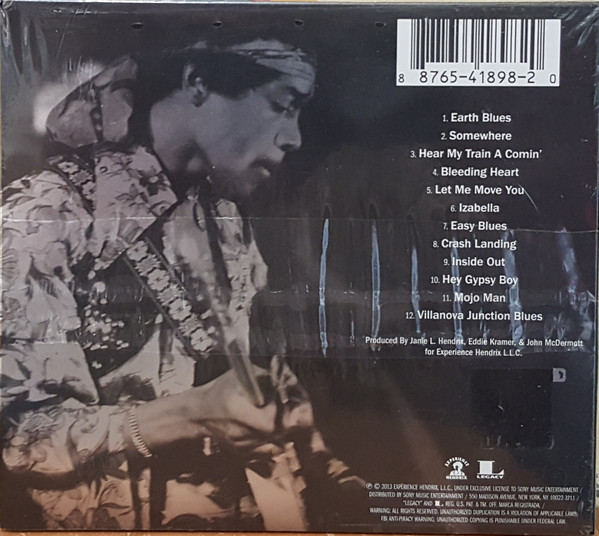 8 8765-41898-2 0
1. Earth Blues
2. Somewhere
3. Hear My Train A Comin'
4. Bleeding Heart
5. Let Me Move You
6. Izabella
7. Easy Blues
8. Crash Landing
9. Inside Out
10. Hey Gypsy Boy
11. Mojo Man
12. Villanova Junction Blues
Produced By Janie L. Hendrix, Eddie Kramer, & John McDermott
for Experience Hendrix L.L.C.
EXPERIENCE
HENDRIX
L
LEGACY
℗ © 2013 EXPERIENCE HENDRIX, L.L.C., UNDER EXCLUSIVE LICENSE TO SONY MUSIC ENTERTAINMENT /
DISTRIBUTED BY SONY MUSIC ENTERTAINMENT / 550 MADISON AVENUE, NEW YORK, NY 10022-3211 /
"LEGACY" AND L ® REG. U.S. PAT. & TM. OFF. MARCA REGISTRADA. /
WARNING: ALL RIGHTS RESERVED. UNAUTHORIZED DUPLICATION IS A VIOLATION OF APPLICABLE LAWS.
FBI ANTI-PIRACY WARNING: UNAUTHORIZED COPYING IS PUNISHABLE UNDER FEDERAL LAW.